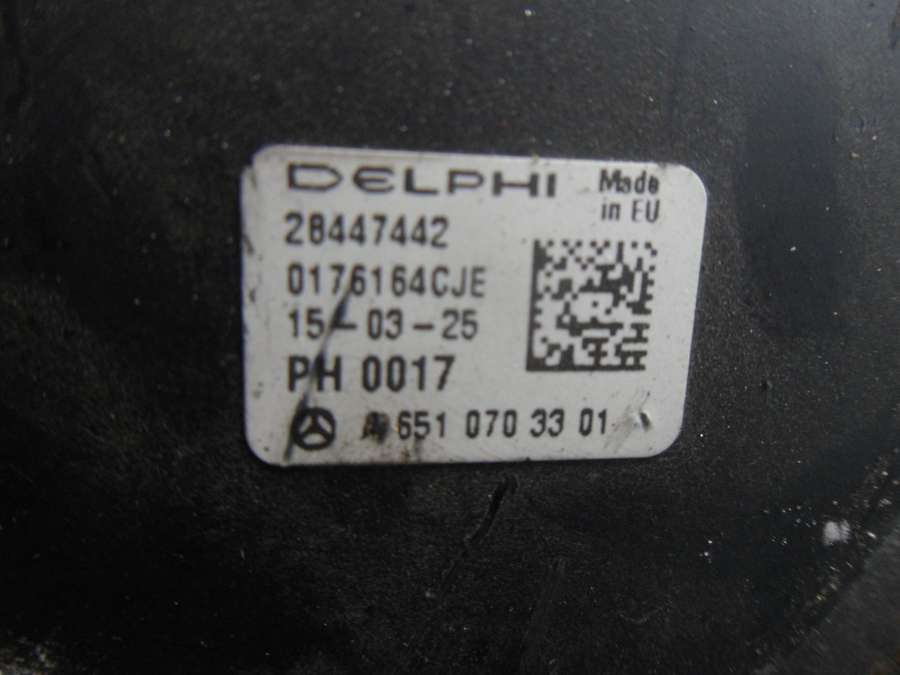 DELPHI
Made
in EU
28447442
0176164CJE
15-03-25
PH 0017
A 651 070 33 01